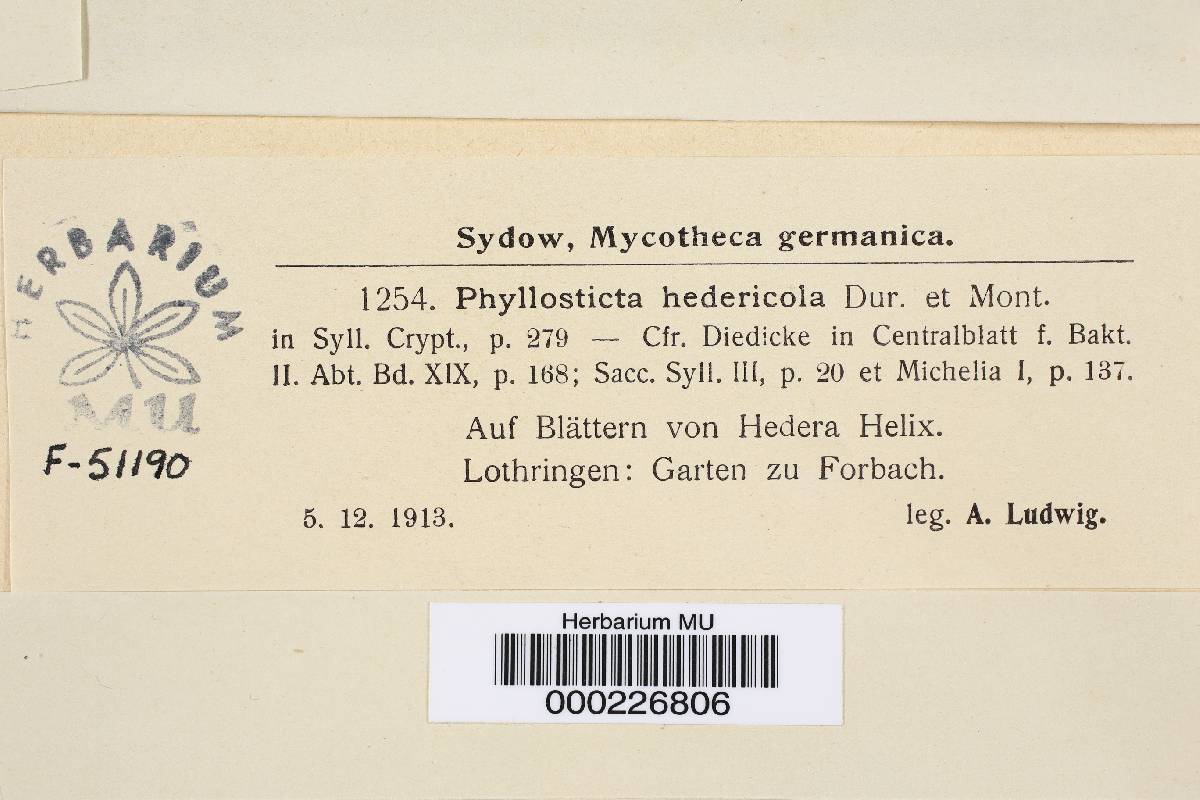 HERBARIUM
MU
F-51190
Sydow, Mycotheca germanica.
1254. Phyllosticta hedericola Dur. et Mont.
in Syll. Crypt., p. 279 — Cfr. Diedicke in Centralblatt f. Bakt.
II. Abt. Bd. XIX, p. 168; Sacc. Syll. III, p. 20 et Michelia I, p. 137.
Auf Blättern von Hedera Helix.
Lothringen: Garten zu Forbach.
5. 12. 1913. leg. A. Ludwig.
Herbarium MU
000226806